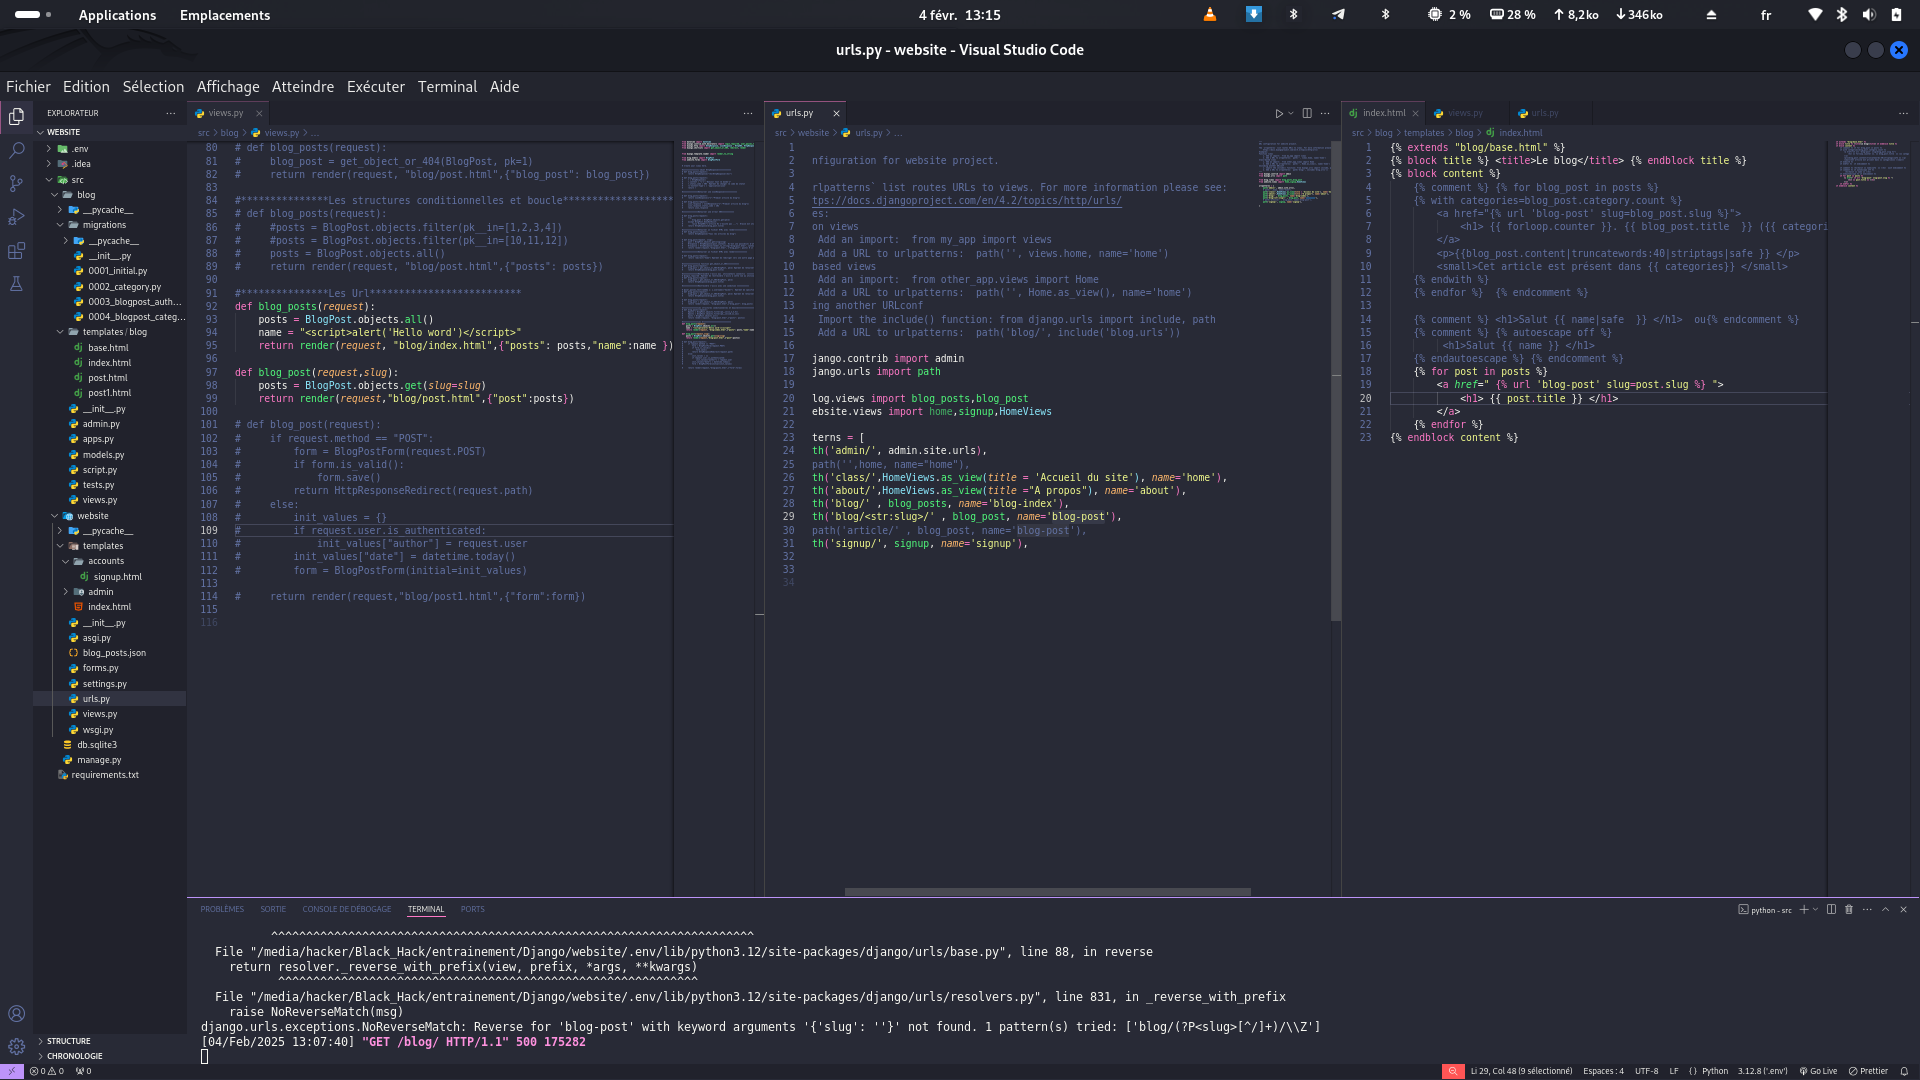 Applications Emplacements
4 févr. 13:15
2 % 28 % 8,2ko 346ko fr
urls.py - website - Visual Studio Code
Fichier Edition Sélection Affichage Atteindre Exécuter Terminal Aide
EXPLORATEUR
WEBSITE
.env
.idea
src
blog
__pycache__
migrations
__pycache__
__init__.py
0001_initial.py
0002_category.py
0003_blogpost_auth...
0004_blogpost_categ...
templates / blog
base.html
index.html
post.html
post1.html
__init__.py
admin.py
apps.py
models.py
script.py
tests.py
views.py
website
__pycache__
templates
accounts
signup.html
admin
index.html
__init__.py
asgi.py
blog_posts.json
forms.py
settings.py
urls.py
views.py
wsgi.py
db.sqlite3
manage.py
requirements.txt
STRUCTURE
CHRONOLOGIE
views.py
src > blog > views.py > ...
80 # def blog_posts(request):
81 #     blog_post = get_object_or_404(BlogPost, pk=1)
82 #     return render(request, "blog/post.html",{"blog_post": blog_post})
83
84 #***************Les structures conditionnelles et boucle*******************
85 # def blog_posts(request):
86 #     #posts = BlogPost.objects.filter(pk__in=[1,2,3,4])
87 #     #posts = BlogPost.objects.filter(pk__in=[10,11,12])
88 #     posts = BlogPost.objects.all()
89 #     return render(request, "blog/post.html",{"posts": posts})
90
91 #***************Les Url**************************
92 def blog_posts(request):
93     posts = BlogPost.objects.all()
94     name = "<script>alert('Hello word')</script>"
95     return render(request, "blog/index.html",{"posts": posts,"name":name })
96
97 def blog_post(request,slug):
98     posts = BlogPost.objects.get(slug=slug)
99     return render(request,"blog/post.html",{"post":posts})
100
101 # def blog_post(request):
102 #     if request.method == "POST":
103 #         form = BlogPostForm(request.POST)
104 #         if form.is_valid():
105 #             form.save()
106 #         return HttpResponseRedirect(request.path)
107 #     else:
108 #         init_values = {}
109 #         if request.user.is_authenticated:
110 #             init_values["author"] = request.user
111 #         init_values["date"] = datetime.today()
112 #         form = BlogPostForm(initial=init_values)
113
114 #     return render(request,"blog/post1.html",{"form":form})
115
116
urls.py
src > website > urls.py > ...
1
2 nfiguration for website project.
3
4 rlpatterns` list routes URLs to views. For more information please see:
5 tps://docs.djangoproject.com/en/4.2/topics/http/urls/
6 es:
7 on views
8  Add an import:  from my_app import views
9  Add a URL to urlpatterns:  path('', views.home, name='home')
10 based views
11  Add an import:  from other_app.views import Home
12  Add a URL to urlpatterns:  path('', Home.as_view(), name='home')
13 ing another URLconf
14  Import the include() function: from django.urls import include, path
15  Add a URL to urlpatterns:  path('blog/', include('blog.urls'))
16
17 jango.contrib import admin
18 jango.urls import path
19
20 log.views import blog_posts,blog_post
21 ebsite.views import home,signup,HomeViews
22
23 terns = [
24 th('admin/', admin.site.urls),
25 path('',home, name="home"),
26 th('class/',HomeViews.as_view(title = 'Accueil du site'), name='home'),
27 th('about/',HomeViews.as_view(title ="A propos"), name='about'),
28 th('blog/' , blog_posts, name='blog-index'),
29 th('blog/<str:slug>/' , blog_post, name='blog-post'),
30 path('article/' , blog_post, name='blog-post'),
31 th('signup/', signup, name='signup'),
32
33
34
index.html views.py urls.py
src > blog > templates > blog > index.html
1 {% extends "blog/base.html" %}
2 {% block title %} <title>Le blog</title> {% endblock title %}
3 {% block content %}
4     {% comment %} {% for blog_post in posts %}
5     {% with categories=blog_post.category.count %}
6         <a href="{% url 'blog-post' slug=blog_post.slug %}">
7             <h1> {{ forloop.counter }}. {{ blog_post.title  }} ({{ categori
8         </a>
9         <p>{{blog_post.content|truncatewords:40|striptags|safe }} </p>
10         <small>Cet article est présent dans {{ categories}} </small>
11     {% endwith %}
12     {% endfor %}  {% endcomment %}
13
14     {% comment %} <h1>Salut {{ name|safe  }} </h1>  ou{% endcomment %}
15     {% comment %} {% autoescape off %}
16          <h1>Salut {{ name }} </h1>
17     {% endautoescape %} {% endcomment %}
18     {% for post in posts %}
19         <a href=" {% url 'blog-post' slug=post.slug %} ">
20             <h1> {{ post.title }} </h1>
21         </a>
22     {% endfor %}
23 {% endblock content %}
PROBLÈMES SORTIE CONSOLE DE DÉBOGAGE TERMINAL PORTS
python - src
^^^^^^^^^^^^^^^^^^^^^^^^^^^^^^^^^^^^^^^^^^^^^^^^^^^^^^^^^^^^^^^^^^^^^
File "/media/hacker/Black_Hack/entrainement/Django/website/.env/lib/python3.12/site-packages/django/urls/base.py", line 88, in reverse
return resolver._reverse_with_prefix(view, prefix, *args, **kwargs)
^^^^^^^^^^^^^^^^^^^^^^^^^^^^^^^^^^^^^^^^^^^^^^^^^^^^^^^^^^^^
File "/media/hacker/Black_Hack/entrainement/Django/website/.env/lib/python3.12/site-packages/django/urls/resolvers.py", line 831, in _reverse_with_prefix
raise NoReverseMatch(msg)
django.urls.exceptions.NoReverseMatch: Reverse for 'blog-post' with keyword arguments '{'slug': ''}' not found. 1 pattern(s) tried: ['blog/(?P<slug>[^/]+)/\\Z']
[04/Feb/2025 13:07:40] "GET /blog/ HTTP/1.1" 500 175282
0 0 0
Li 29, Col 48 (9 sélectionné) Espaces : 4 UTF-8 LF Python 3.12.8 ('.env') Go Live Prettier